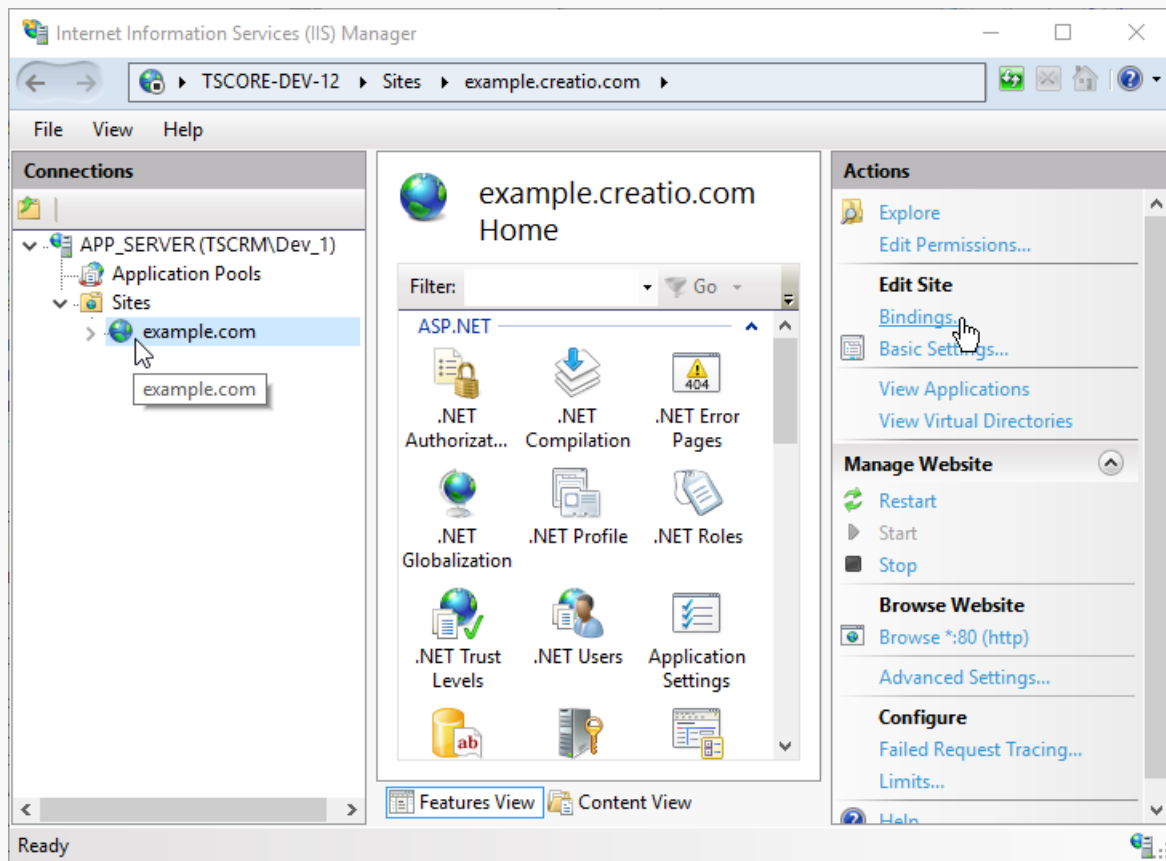 Internet Information Services (IIS) Manager
TSCORE-DEV-12 Sites example.creatio.com
File View Help
Connections
APP_SERVER (TSCRM\Dev_1)
Application Pools
Sites
example.com
example.com
example.creatio.com
Home
Filter:
Go
ASP.NET
.NET
Authorizat...
.NET
Compilation
404
.NET Error
Pages
.NET
Globalization
.NET Profile
.NET Roles
.NET Trust
Levels
.NET Users
Application
Settings
ab
Features View
Content View
Actions
Explore
Edit Permissions...
Edit Site
Bindings...
Basic Settings...
View Applications
View Virtual Directories
Manage Website
Restart
Start
Stop
Browse Website
Browse *:80 (http)
Advanced Settings...
Configure
Failed Request Tracing...
Limits...
Help
Ready